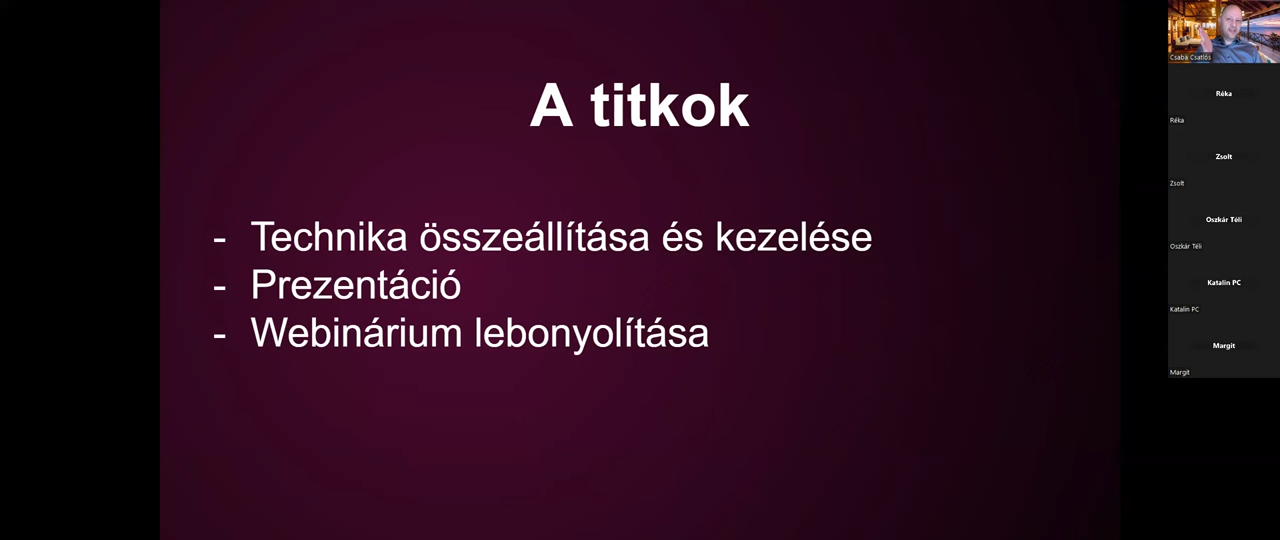 A titkok
- Technika összeállítása és kezelése
- Prezentáció
- Webinárium lebonyolítása
Csaba Csatlós
Réka
Réka
Zsolt
Zsolt
Oszkár Téli
Oszkár Téli
Katalin PC
Katalin PC
Margit
Margit